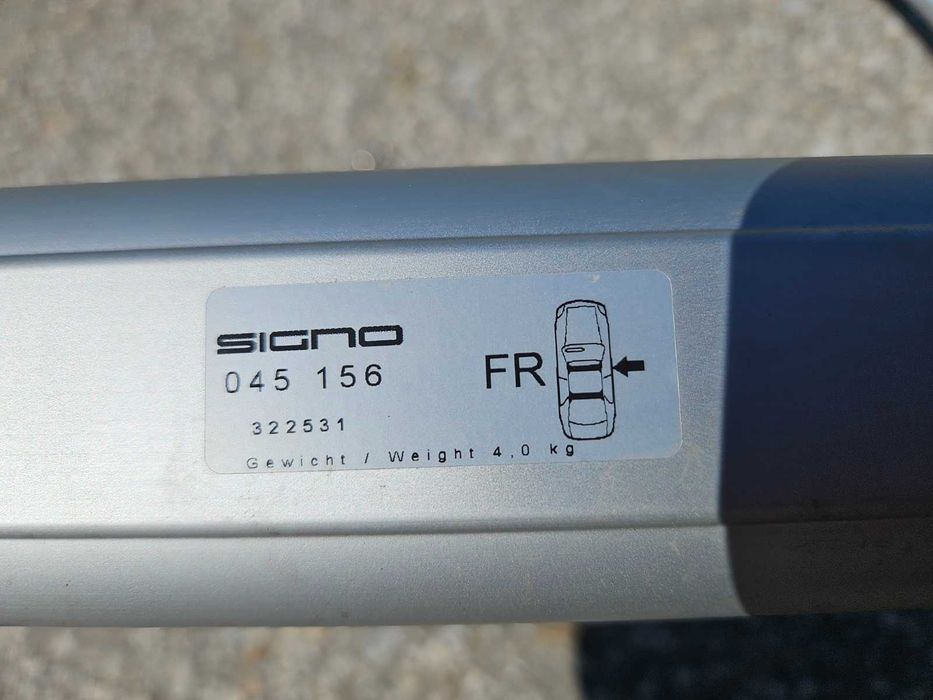 SIGNO
045 156
FR
322531
Gewicht / Weight 4,0 kg